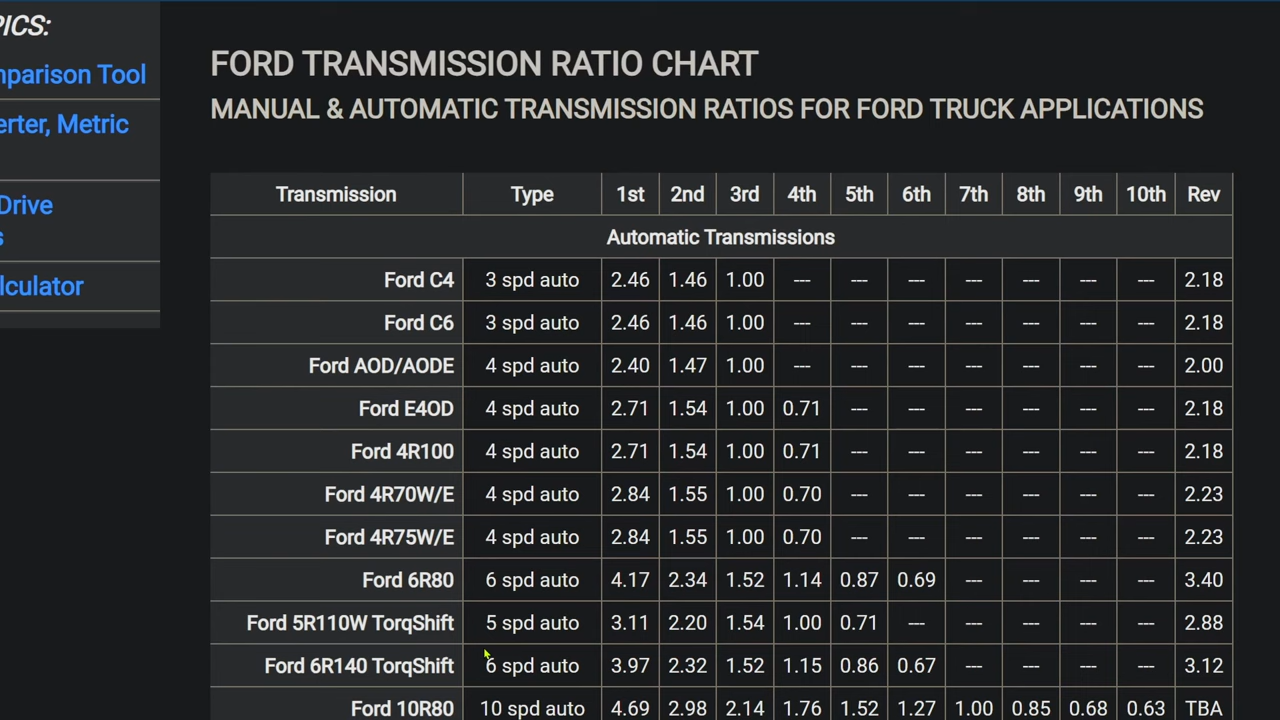 PICS:
mparison Tool
erter, Metric
Drive
s
lculator
FORD TRANSMISSION RATIO CHART
MANUAL & AUTOMATIC TRANSMISSION RATIOS FOR FORD TRUCK APPLICATIONS
Transmission Type 1st 2nd 3rd 4th 5th 6th 7th 8th 9th 10th Rev
Automatic Transmissions
Ford C4 3 spd auto 2.46 1.46 1.00 --- --- --- --- --- --- --- 2.18
Ford C6 3 spd auto 2.46 1.46 1.00 --- --- --- --- --- --- --- 2.18
Ford AOD/AODE 4 spd auto 2.40 1.47 1.00 --- --- --- --- --- --- --- 2.00
Ford E4OD 4 spd auto 2.71 1.54 1.00 0.71 --- --- --- --- --- --- 2.18
Ford 4R100 4 spd auto 2.71 1.54 1.00 0.71 --- --- --- --- --- --- 2.18
Ford 4R70W/E 4 spd auto 2.84 1.55 1.00 0.70 --- --- --- --- --- --- 2.23
Ford 4R75W/E 4 spd auto 2.84 1.55 1.00 0.70 --- --- --- --- --- --- 2.23
Ford 6R80 6 spd auto 4.17 2.34 1.52 1.14 0.87 0.69 --- --- --- --- 3.40
Ford 5R110W TorqShift 5 spd auto 3.11 2.20 1.54 1.00 0.71 --- --- --- --- --- 2.88
Ford 6R140 TorqShift 6 spd auto 3.97 2.32 1.52 1.15 0.86 0.67 --- --- --- --- 3.12
Ford 10R80 10 spd auto 4.69 2.98 2.14 1.76 1.52 1.27 1.00 0.85 0.68 0.63 TBA